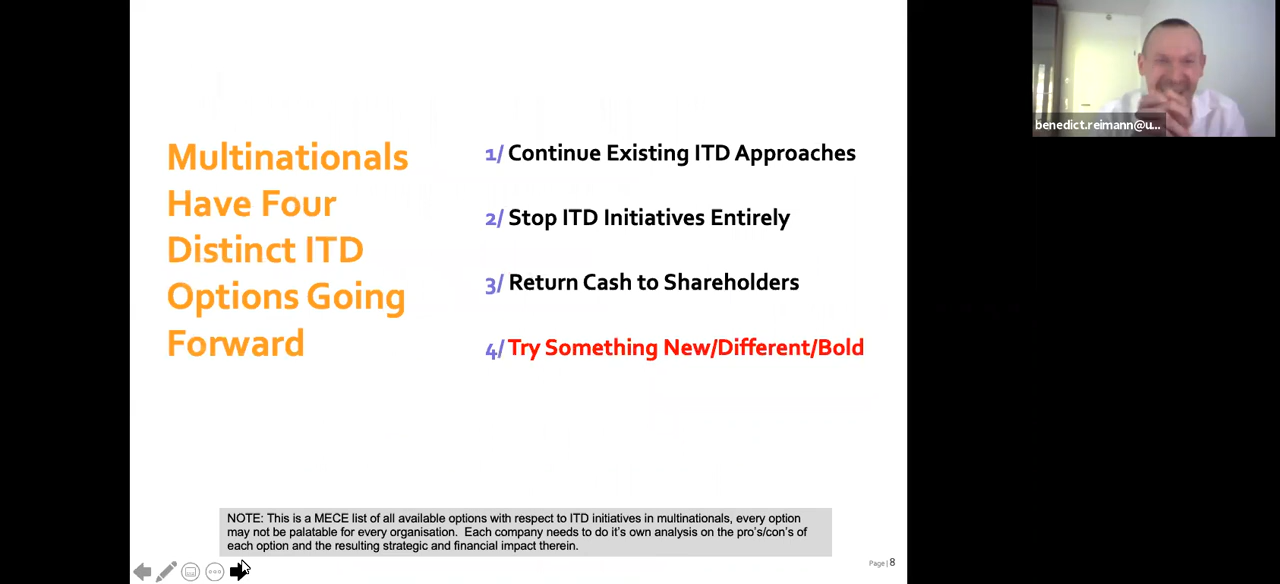 Multinationals
Have Four
Distinct ITD
Options Going
Forward
1/ Continue Existing ITD Approaches
2/ Stop ITD Initiatives Entirely
3/ Return Cash to Shareholders
4/ Try Something New/Different/Bold
NOTE: This is a MECE list of all available options with respect to ITD initiatives in multinationals, every option
may not be palatable for every organisation. Each company needs to do it's own analysis on the pro's/con's of
each option and the resulting strategic and financial impact therein.
Page | 8
benedict.reimann@u...